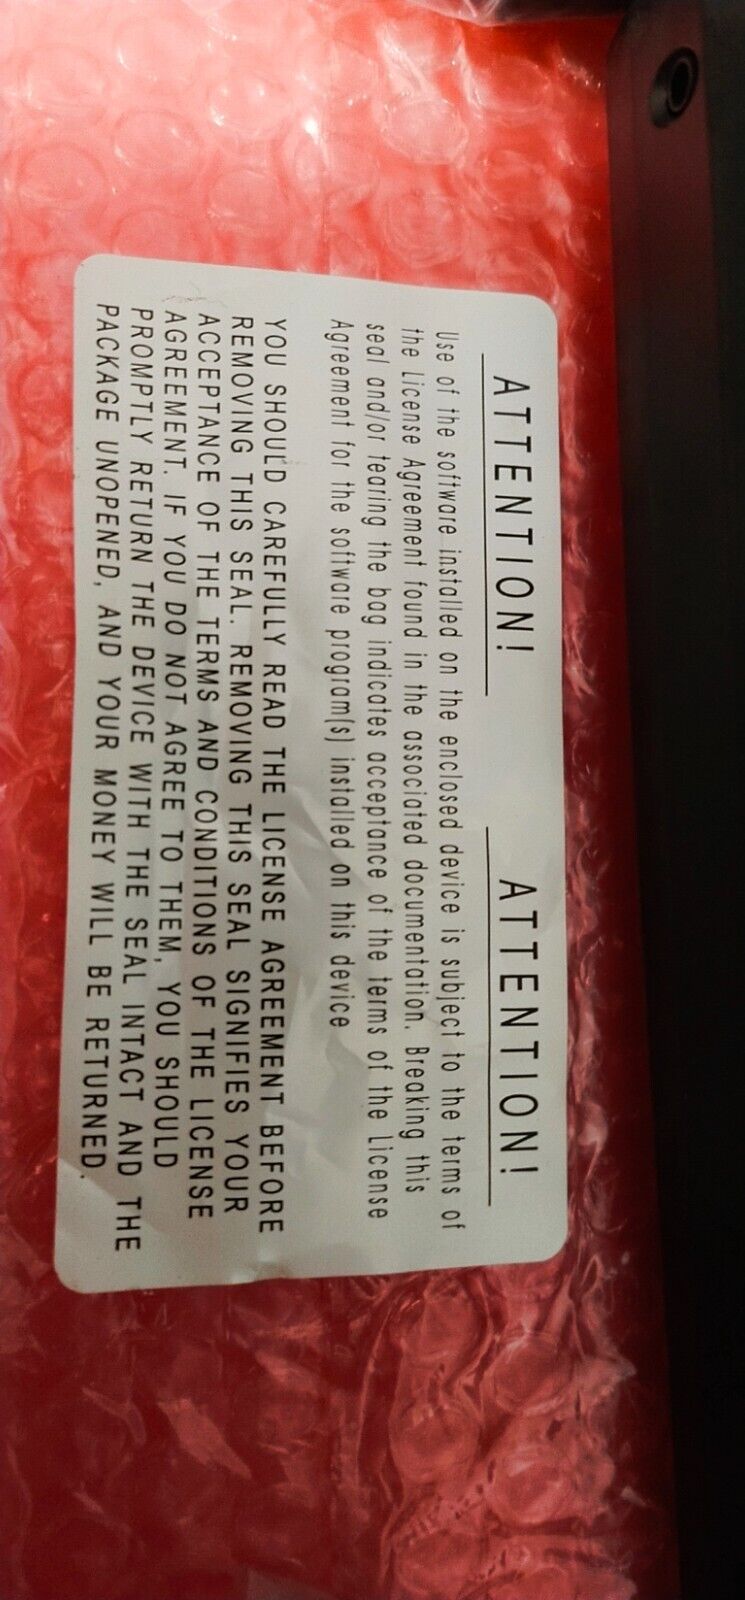 ATTENTION! ATTENTION!
Use of the software installed on the enclosed device is subject to the terms of
the License Agreement found in the associated documentation. Breaking this
seal and/or tearing the bag indicates acceptance of the terms of the License
Agreement for the software program(s) installed on this device
YOU SHOULD CAREFULLY READ THE LICENSE AGREEMENT BEFORE
REMOVING THIS SEAL. REMOVING THIS SEAL SIGNIFIES YOUR
ACCEPTANCE OF THE TERMS AND CONDITIONS OF THE LICENSE
AGREEMENT. IF YOU DO NOT AGREE TO THEM, YOU SHOULD
PROMPTLY RETURN THE DEVICE WITH THE SEAL INTACT AND THE
PACKAGE UNOPENED, AND YOUR MONEY WILL BE RETURNED.